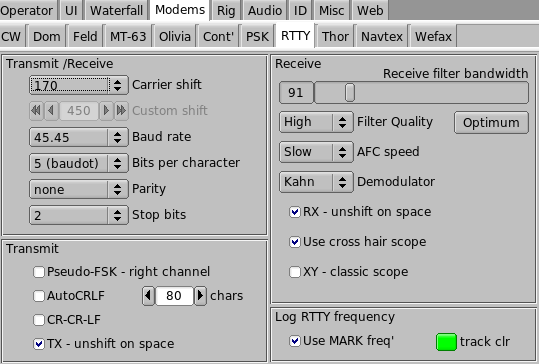 Operator UI Waterfall Modems Rig Audio ID Misc Web
CW Dom Feld MT-63 Olivia Cont' PSK RTTY Thor Navtex Wefax
Transmit /Receive
170 Carrier shift
450 Custom shift
45.45 Baud rate
5 (baudot) Bits per character
none Parity
2 Stop bits
Transmit
Pseudo-FSK - right channel
AutoCRLF 80 chars
CR-CR-LF
TX - unshift on space
Receive
Receive filter bandwidth
91
High Filter Quality Optimum
Slow AFC speed
Kahn Demodulator
RX - unshift on space
Use cross hair scope
XY - classic scope
Log RTTY frequency
Use MARK freq' track clr